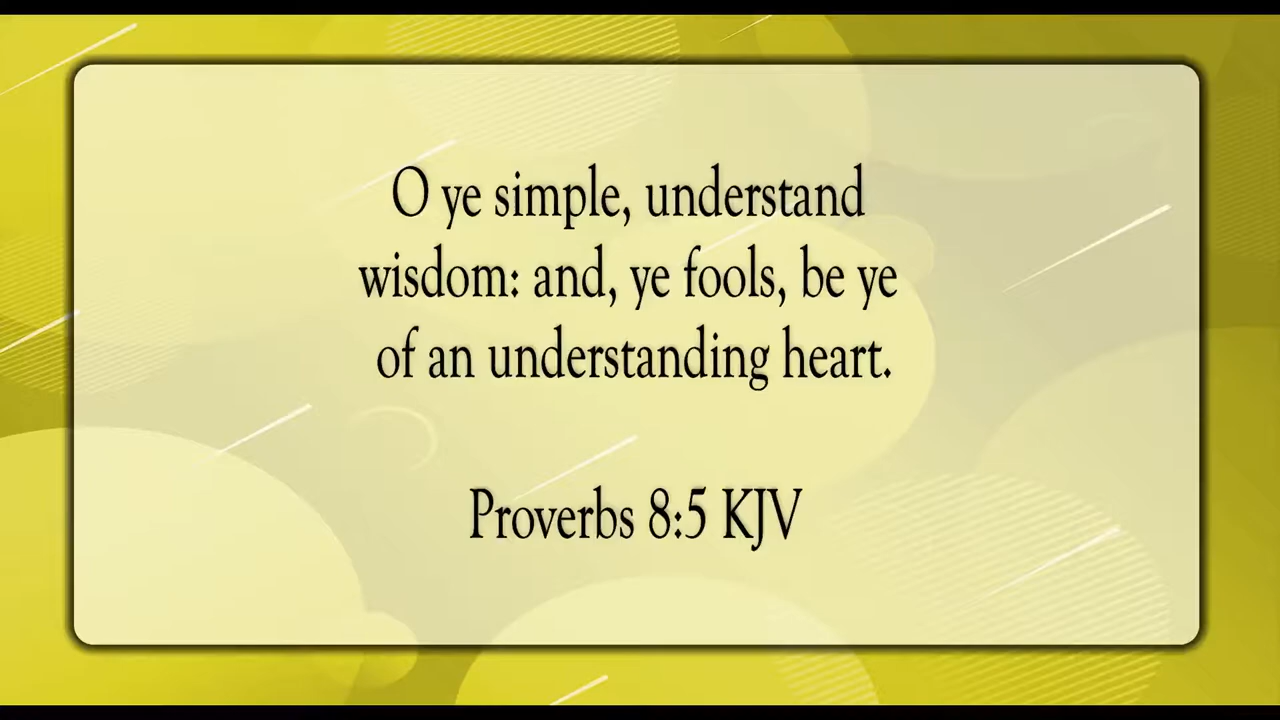 O ye simple, understand
wisdom: and, ye fools, be ye
of an understanding heart.
Proverbs 8:5 KJV